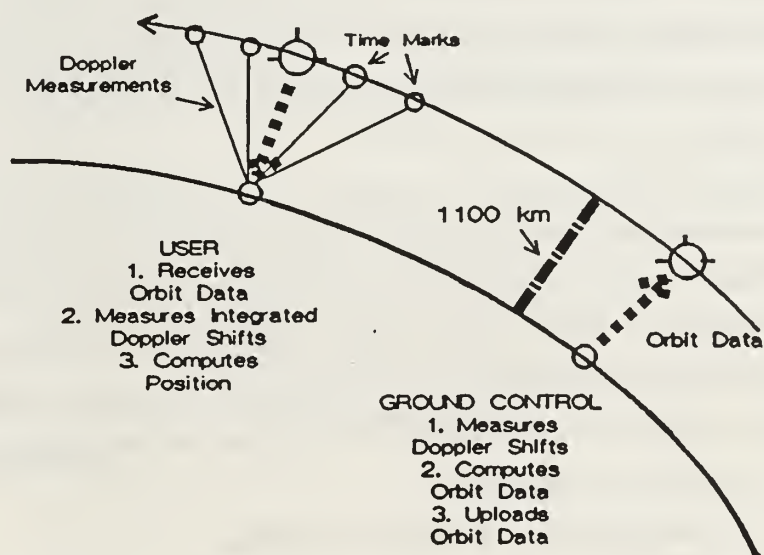 Time Marks
Doppler
Measurements
1100 km
USER
1. Receives
Orbit Data
2. Measures Integrated
Doppler Shifts
3. Computes
Position
Orbit Data
GROUND CONTROL
1. Measures
Doppler Shifts
2. Computes
Orbit Data
3. Uploads
Orbit Data